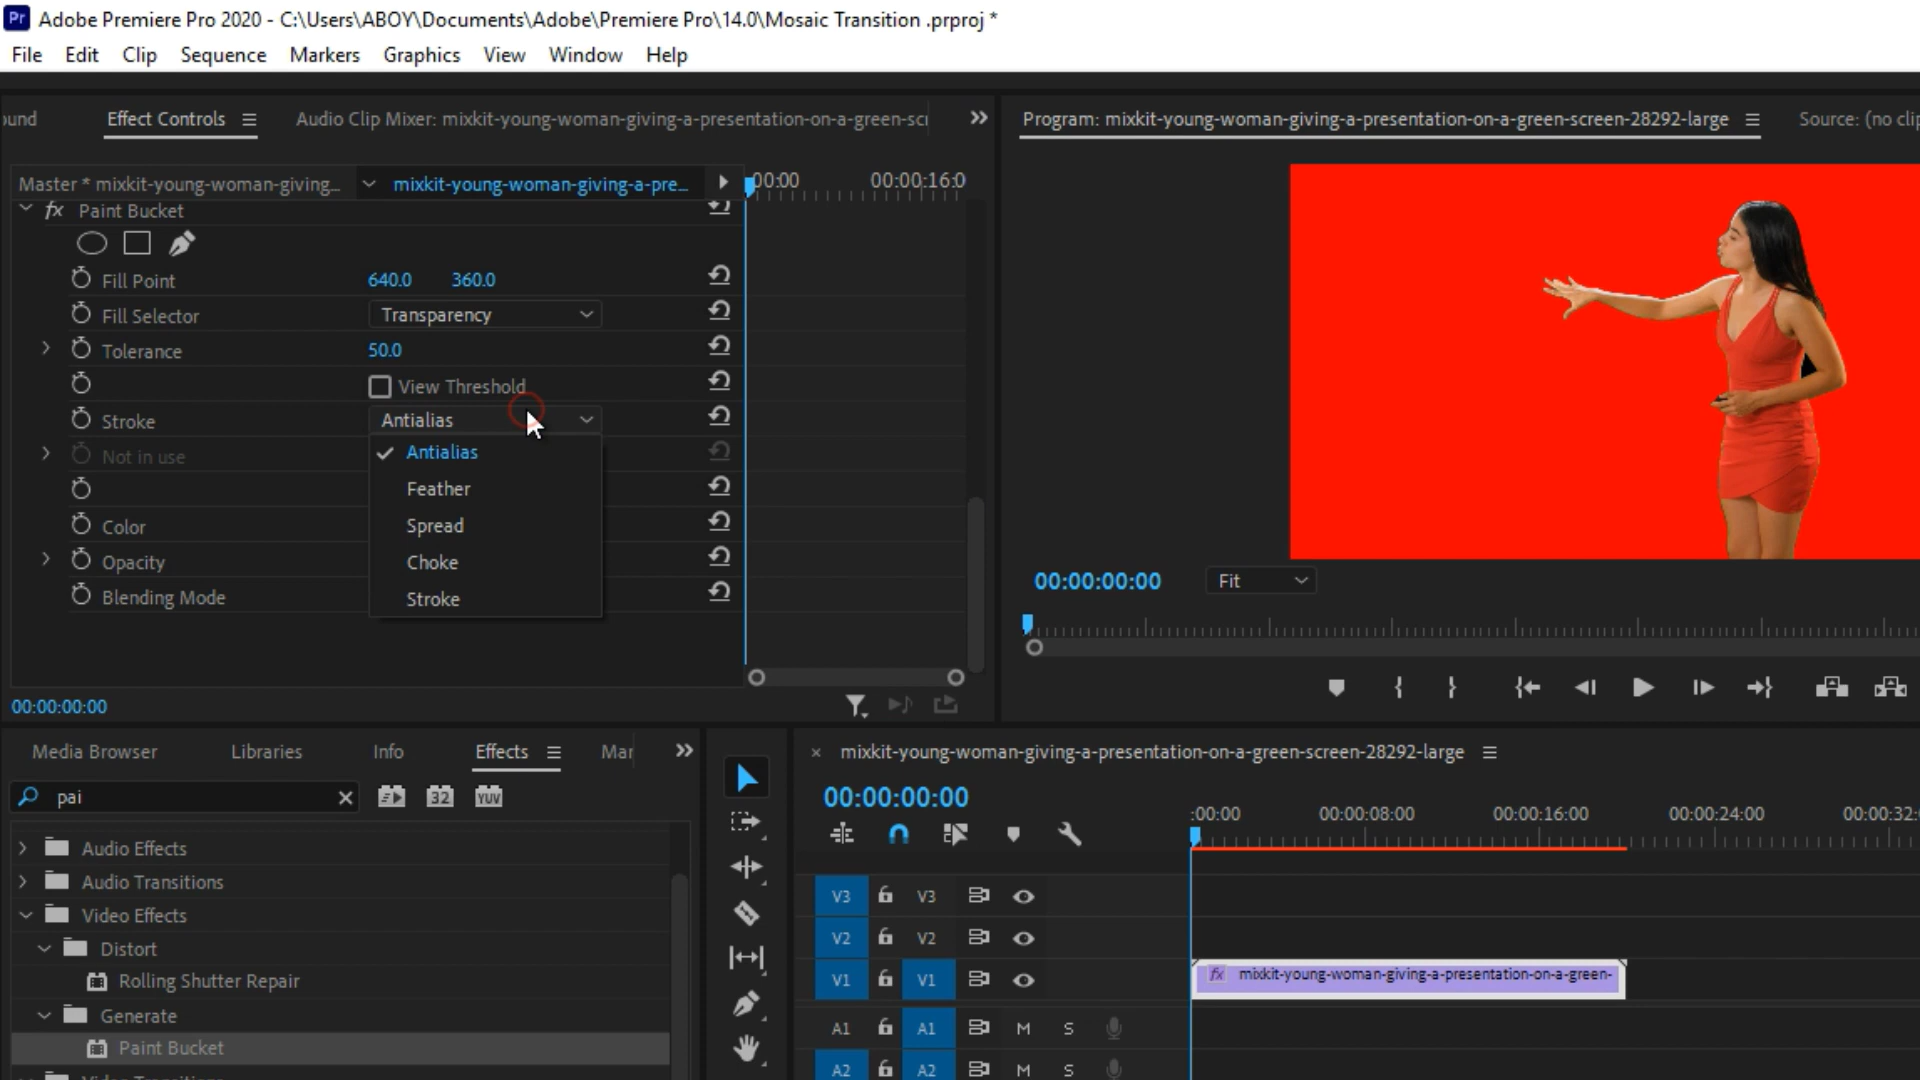 Pr Adobe Premiere Pro 2020 - C:\Users\ABOY\Documents\Adobe\Premiere Pro\14.0\Mosaic Transition .prproj *
File Edit Clip Sequence Markers Graphics View Window Help
ound Effect Controls Audio Clip Mixer: mixkit-young-woman-giving-a-presentation-on-a-green-scr
Program: mixkit-young-woman-giving-a-presentation-on-a-green-screen-28292-large Source: (no clip
Master * mixkit-young-woman-giving... mixkit-young-woman-giving-a-pre... :00:00 00:00:16:0
fx Paint Bucket
Fill Point 640.0 360.0
Fill Selector Transparency
Tolerance 50.0
View Threshold
Stroke Antialias
Antialias
Not in use
Feather
Color Spread
Opacity Choke
Blending Mode Stroke
00:00:00:00 Fit
00:00:00:00
Media Browser Libraries Info Effects Mar
pai 32 YUV
Audio Effects
Audio Transitions
Video Effects
Distort
Rolling Shutter Repair
Generate
Paint Bucket
mixkit-young-woman-giving-a-presentation-on-a-green-screen-28292-large
00:00:00:00
:00:00 00:00:08:00 00:00:16:00 00:00:24:00 00:00:32:0
V3 V3
V2 V2
V1 V1 fx mixkit-young-woman-giving-a-presentation-on-a-green-
A1 A1 M S
A2 A2 M S